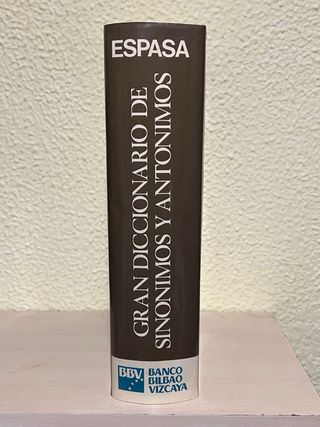 ESPASA
GRAN DICCIONARIO DE
SINONIMOS Y ANTONIMOS
BBV
BANCO
BILBAO
VIZCAYA